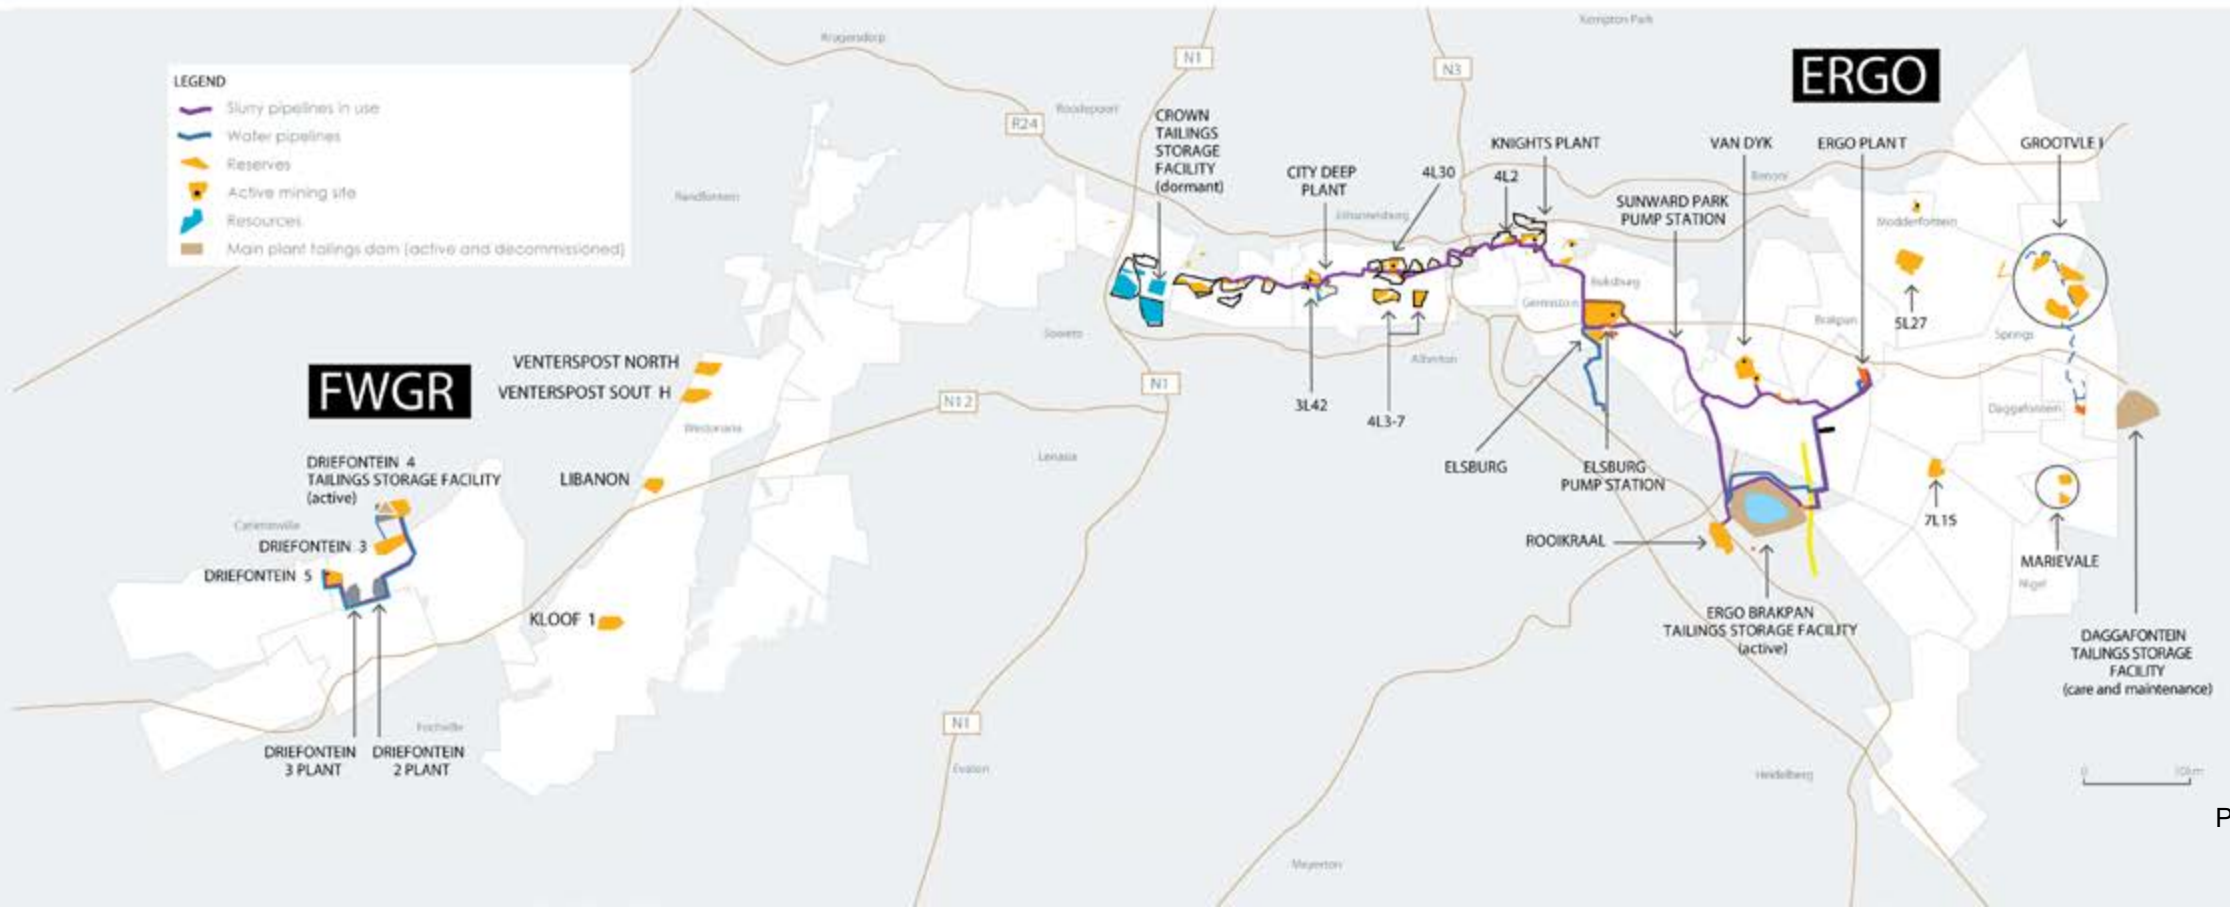 Kempton Park
Krugersdorp
N1
N3
ERGO
LEGEND
Slurry pipelines in use
Water pipelines
Reserves
Active mining site
Resources
Main plant tailings dam (active and decommissioned)
R24
Roodepoort
CROWN
TAILINGS
STORAGE
FACILITY
(dormant)
CITY DEEP
PLANT
4L30
4L2
KNIGHTS PLANT
VAN DYK
ERGO PLANT
GROOTVLEI
Benoni
SUNWARD PARK
PUMP STATION
Randfontein
Johannesburg
Modderfontein
Boksburg
Germiston
Brakpan
5L27
Springs
Soweto
Alberton
FWGR
VENTERSPOST NORTH
VENTERSPOST SOUT H
Westonaria
N12
N1
3L42
4L3-7
Daggafontein
DRIEFONTEIN 4
TAILINGS STORAGE FACILITY
(active)
LIBANON
Lenasia
ELSBURG
ELSBURG
PUMP STATION
Carletonville
DRIEFONTEIN 3
DRIEFONTEIN 5
ROOIKRAAL
7L15
MARIEVALE
Nigel
KLOOF 1
ERGO BRAKPAN
TAILINGS STORAGE FACILITY
(active)
DAGGAFONTEIN
TAILINGS STORAGE
FACILITY
(care and maintenance)
Fochville
N1
DRIEFONTEIN
3 PLANT
DRIEFONTEIN
2 PLANT
Evaton
Heidelberg
0 10km
P
Meyerton